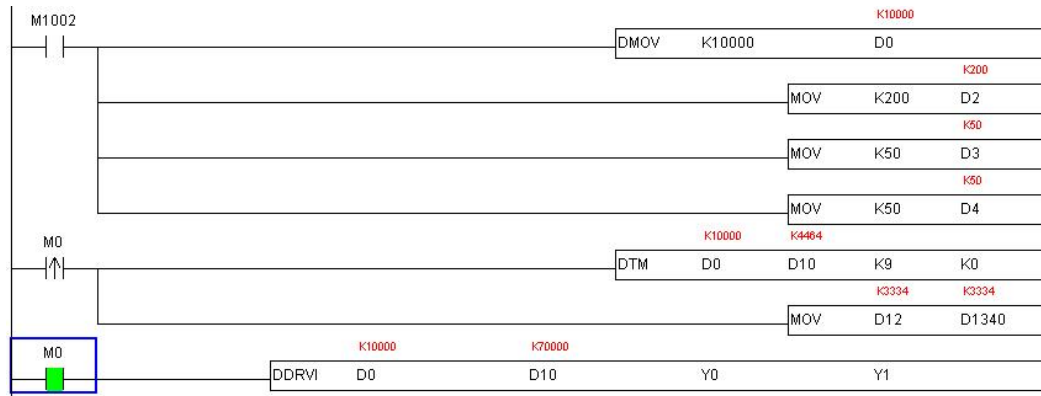 M1002 K10000
DMOV K10000 D0
K200
MOV K200 D2
K50
MOV K50 D3
K50
MOV K50 D4
M0 K10000 K4464
DTM D0 D10 K9 K0
K3334 K3334
MOV D12 D1340
M0 K10000 K70000
DDRVI D0 D10 Y0 Y1